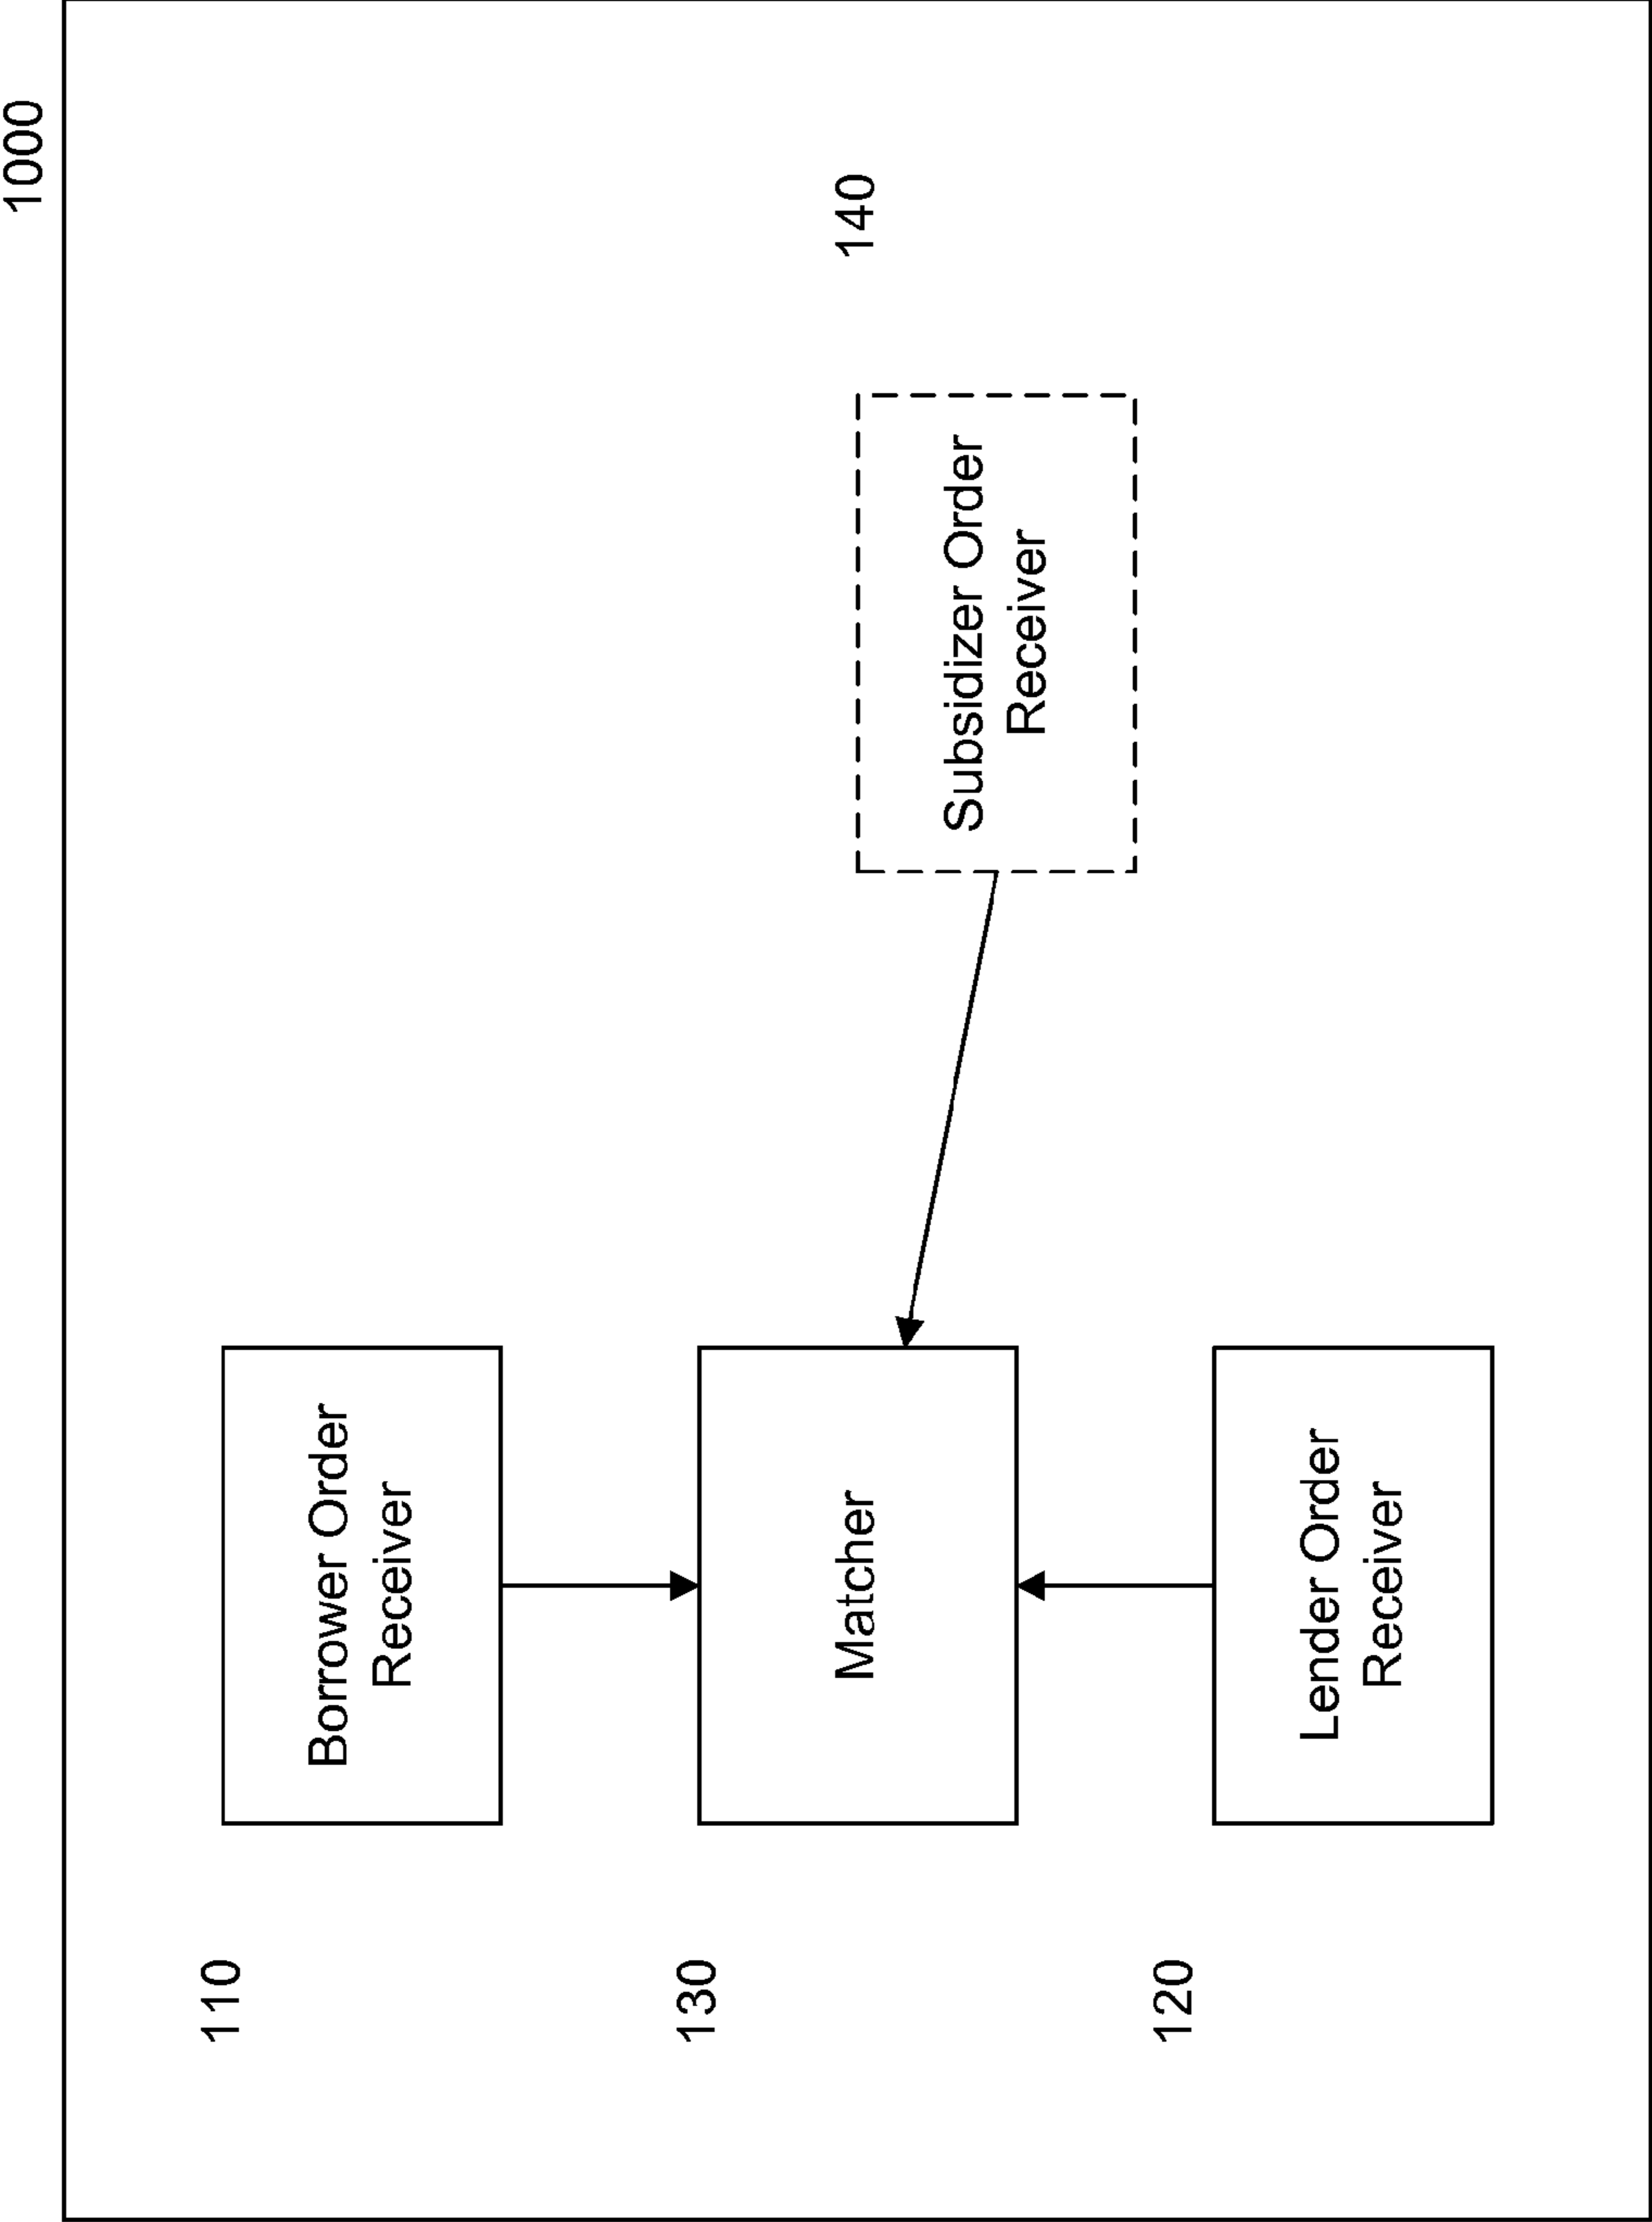 1000
110
Borrower Order
Receiver
130
Matcher
140
Subsidizer Order
Receiver
120
Lender Order
Receiver